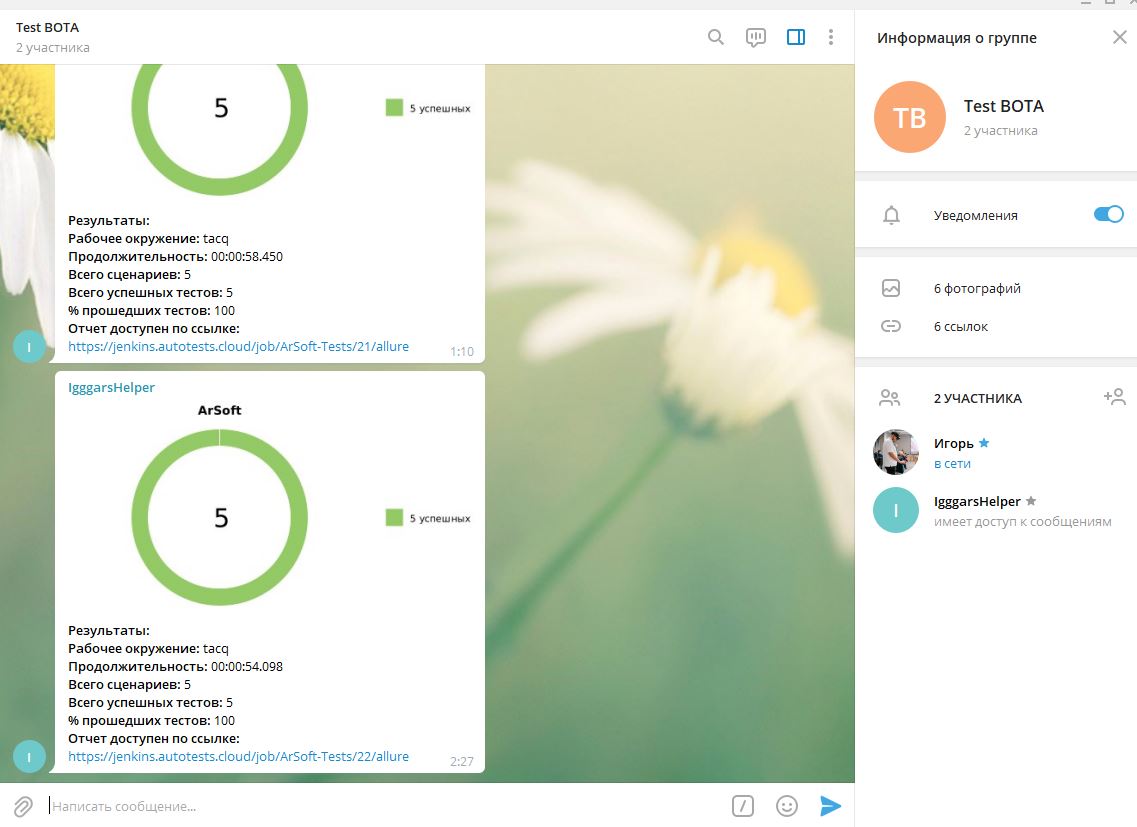 Test BOTA
2 участника
5
5 успешных
Результаты:
Рабочее окружение: tacq
Продолжительность: 00:00:58.450
Всего сценариев: 5
Всего успешных тестов: 5
% прошедших тестов: 100
Отчет доступен по ссылке:
https://jenkins.autotests.cloud/job/ArSoft-Tests/21/allure
1:10
I
IgggarsHelper
ArSoft
5
5 успешных
Результаты:
Рабочее окружение: tacq
Продолжительность: 00:00:54.098
Всего сценариев: 5
Всего успешных тестов: 5
% прошедших тестов: 100
Отчет доступен по ссылке:
https://jenkins.autotests.cloud/job/ArSoft-Tests/22/allure
2:27
I
Написать сообщение...
Информация о группе
TB
Test BOTA
2 участника
Уведомления
6 фотографий
6 ссылок
2 УЧАСТНИКА
Игорь
в сети
I
IgggarsHelper
имеет доступ к сообщениям